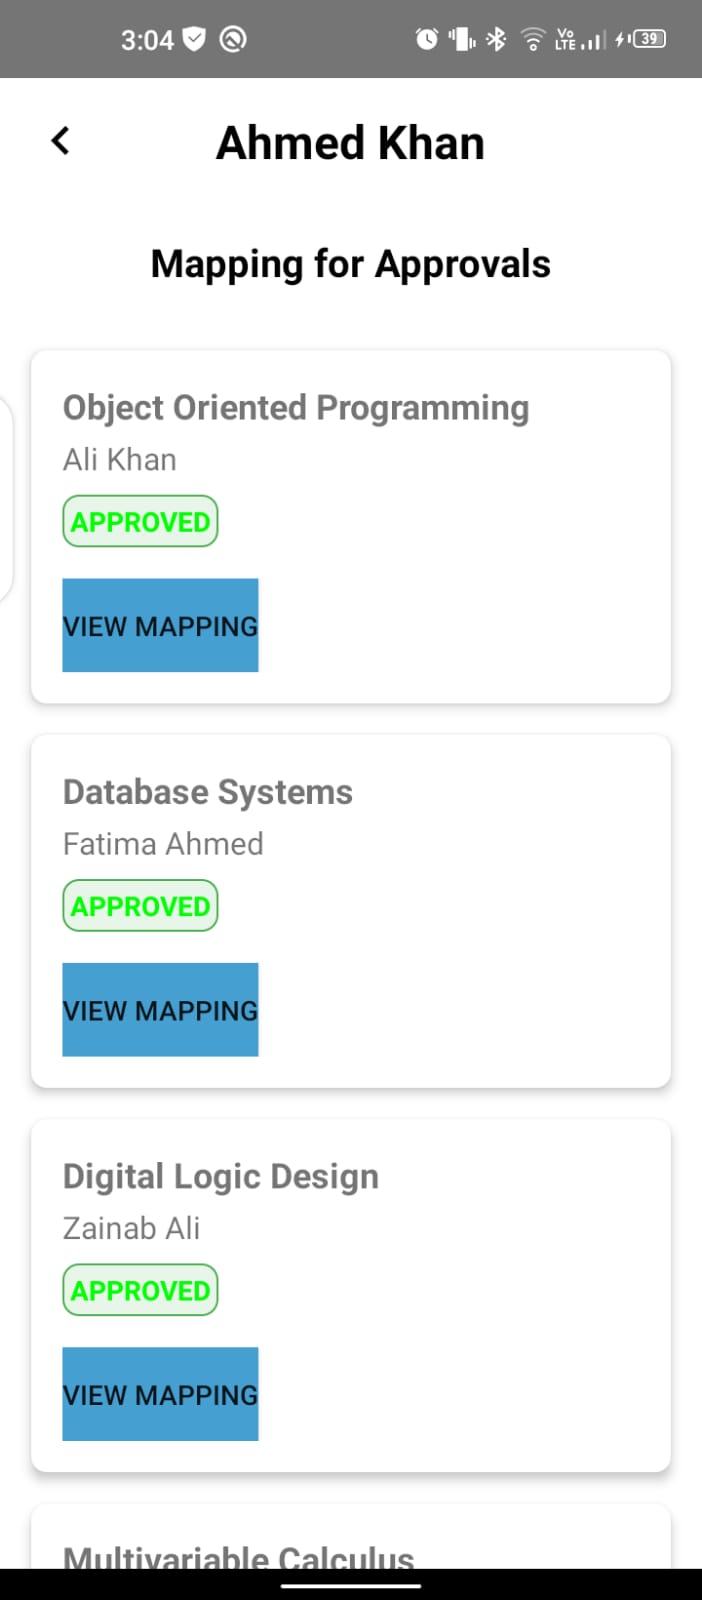 3:04
Vo
LTE
39
Ahmed Khan
Mapping for Approvals
Object Oriented Programming
Ali Khan
APPROVED
VIEW MAPPING
Database Systems
Fatima Ahmed
APPROVED
VIEW MAPPING
Digital Logic Design
Zainab Ali
APPROVED
VIEW MAPPING
Multivariable Calculus